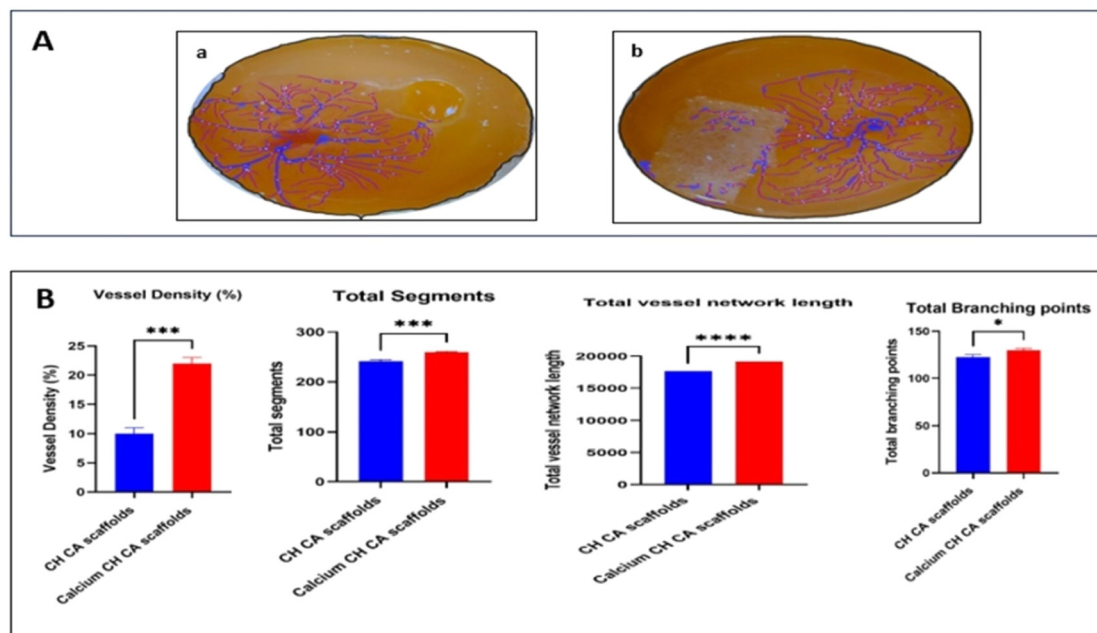 A
a
b
B
Vessel Density (%)
***
Vessel Density (%)
25
20
15
10
5
0
CH CA scaffolds
Calcium CH CA scaffolds
Total Segments
***
Total segments
300
200
100
0
CH CA scaffolds
Calcium CH CA scaffolds
Total vessel network length
****
Total vessel network length
20000
15000
10000
5000
0
CH CA scaffolds
Calcium CH CA scaffolds
Total Branching points
*
Total branching points
150
100
50
0
CH CA scaffolds
Calcium CH CA scaffolds